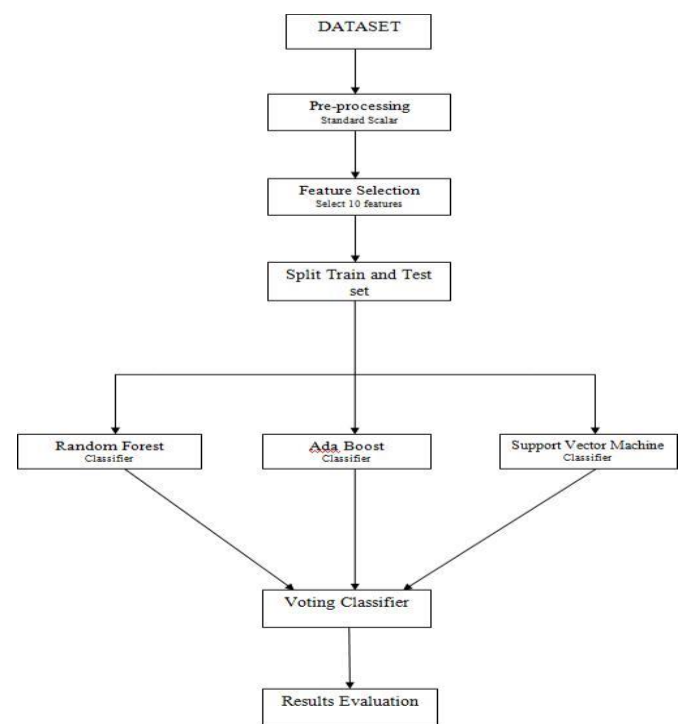 DATASET
Pre-processing
Standard Scalar
Feature Selection
Select 10 features
Split Train and Test
set
Random Forest
Classifier
Ada Boost
Classifier
Support Vector Machine
Classifier
Voting Classifier
Results Evaluation